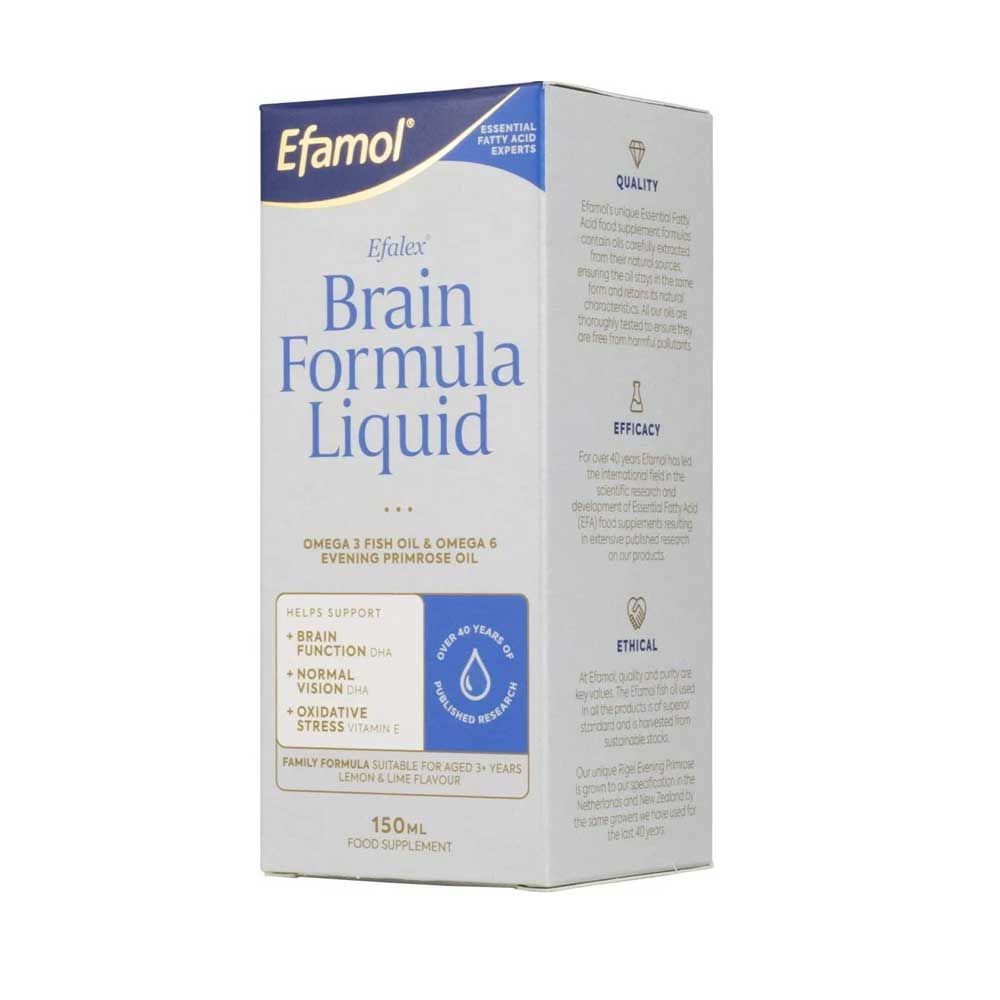 Efamol®
ESSENTIAL
FATTY ACID
EXPERTS
Efalex®
Brain
Formula
Liquid
...
OMEGA 3 FISH OIL & OMEGA 6
EVENING PRIMROSE OIL
HELPS SUPPORT
+ BRAIN
FUNCTION DHA
+ NORMAL
VISION DHA
+ OXIDATIVE
STRESS VITAMIN E
OVER 40 YEARS OF
PUBLISHED RESEARCH
FAMILY FORMULA SUITABLE FOR AGED 3+ YEARS
LEMON & LIME FLAVOUR
150ML
FOOD SUPPLEMENT
QUALITY
Efamol's unique Essential Fatty
Acid food supplement formulas
contain oils carefully extracted
from their natural sources,
ensuring the oil stays in the same
form and retains its natural
characteristics. All our oils are
thoroughly tested to ensure they
are free from harmful pollutants.
EFFICACY
For over 40 years Efamol has led
the international field in the
scientific research and
development of Essential Fatty Acid
(EFA) food supplements resulting
in extensive published research
on our products.
ETHICAL
At Efamol, quality and purity are
key values. The Efamol fish oil used
in all the products is of superior
standard and is harvested from
sustainable stocks.
Our unique Rigel Evening Primrose
is grown to our specification in the
Netherlands and New Zealand by
the same growers we have used for
the last 40 years.